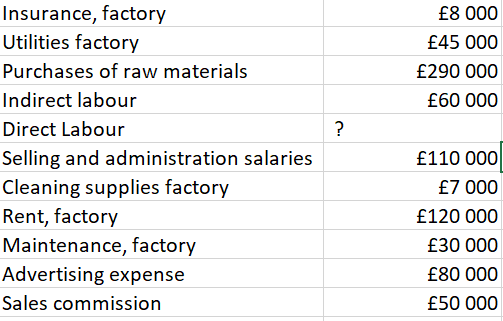 Insurance, factory £8 000
Utilities factory £45 000
Purchases of raw materials £290 000
Indirect labour £60 000
Direct Labour ?
Selling and administration salaries £110 000
Cleaning supplies factory £7 000
Rent, factory £120 000
Maintenance, factory £30 000
Advertising expense £80 000
Sales commission £50 000